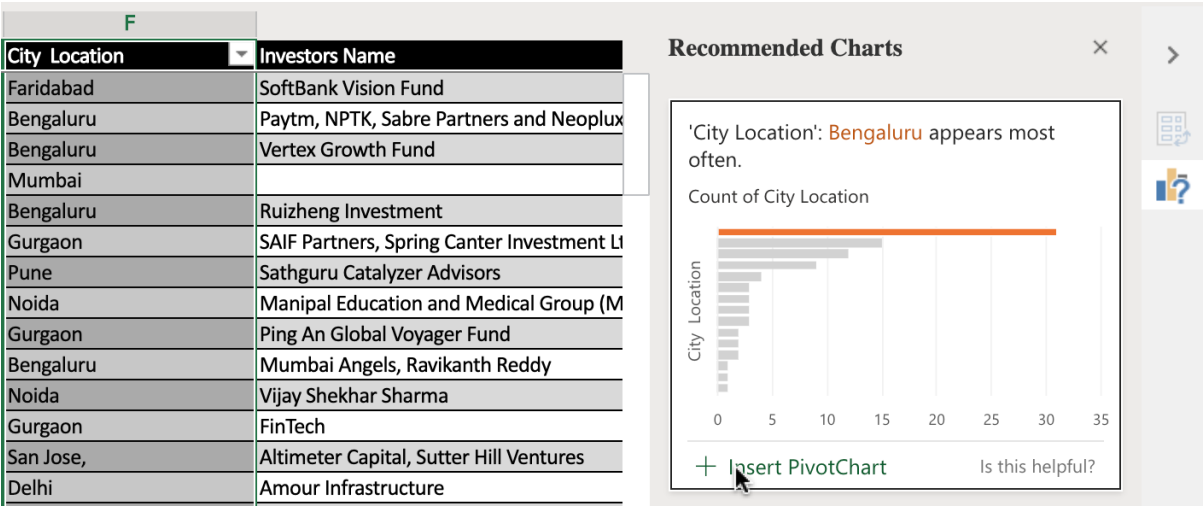 F
City Location
Investors Name
Faridabad
SoftBank Vision Fund
Bengaluru
Paytm, NPTK, Sabre Partners and Neoplux
Bengaluru
Vertex Growth Fund
Mumbai
Bengaluru
Ruizheng Investment
Gurgaon
SAIF Partners, Spring Canter Investment Lt
Pune
Sathguru Catalyzer Advisors
Noida
Manipal Education and Medical Group (M
Gurgaon
Ping An Global Voyager Fund
Bengaluru
Mumbai Angels, Ravikanth Reddy
Noida
Vijay Shekhar Sharma
Gurgaon
FinTech
San Jose,
Altimeter Capital, Sutter Hill Ventures
Delhi
Amour Infrastructure
Recommended Charts
'City Location': Bengaluru appears most
often.
Count of City Location
City Location
0 5 10 15 20 25 30 35
Insert PivotChart
Is this helpful?